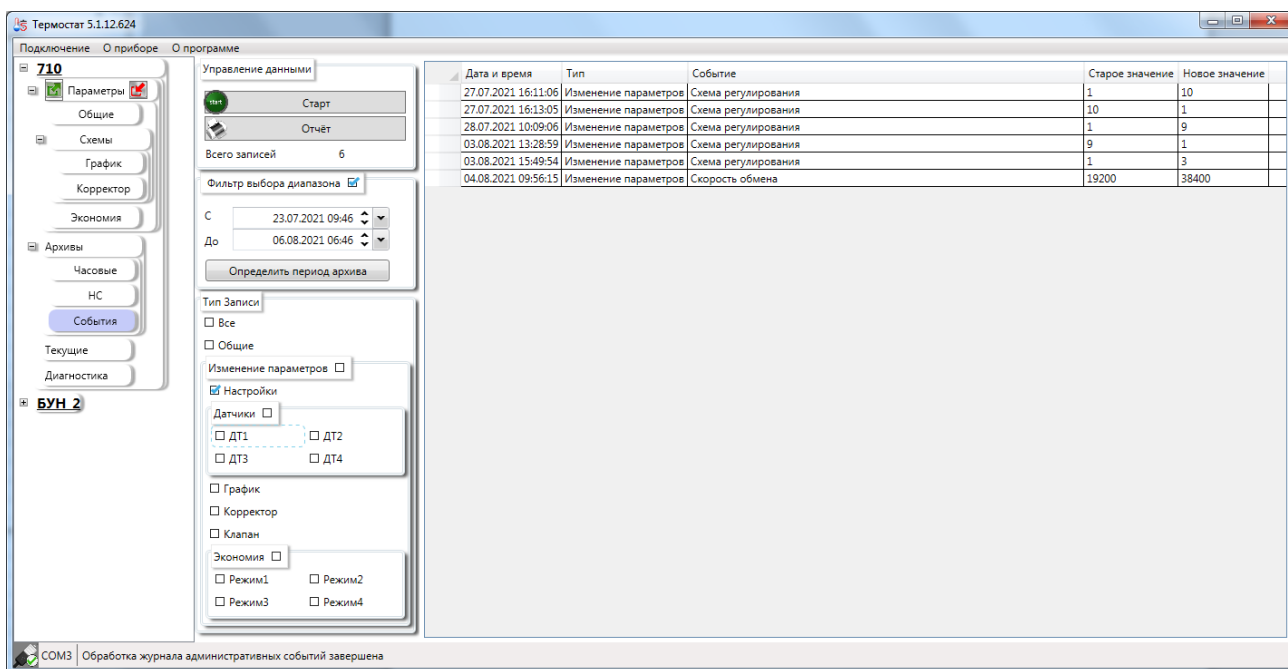 Термостат 5.1.12.624
Подключение О приборе О программе
710
Параметры
Общие
Схемы
График
Корректор
Экономия
Архивы
Часовые
НС
События
Текущие
Диагностика
БУН 2
Управление данными
start Старт
Отчёт
Всего записей 6
Фильтр выбора диапазона
С 23.07.2021 09:46
До 06.08.2021 06:46
Определить период архива
Тип Записи
Все
Общие
Изменение параметров
Настройки
Датчики
ДТ1 ДТ2
ДТ3 ДТ4
График
Корректор
Клапан
Экономия
Режим1 Режим2
Режим3 Режим4
Дата и время Тип Событие Старое значение Новое значение
27.07.2021 16:11:06 Изменение параметров Схема регулирования 1 10
27.07.2021 16:13:05 Изменение параметров Схема регулирования 10 1
28.07.2021 10:09:06 Изменение параметров Схема регулирования 1 9
03.08.2021 13:28:59 Изменение параметров Схема регулирования 9 1
03.08.2021 15:49:54 Изменение параметров Схема регулирования 1 3
04.08.2021 09:56:15 Изменение параметров Скорость обмена 19200 38400
COM3 Обработка журнала административных событий завершена